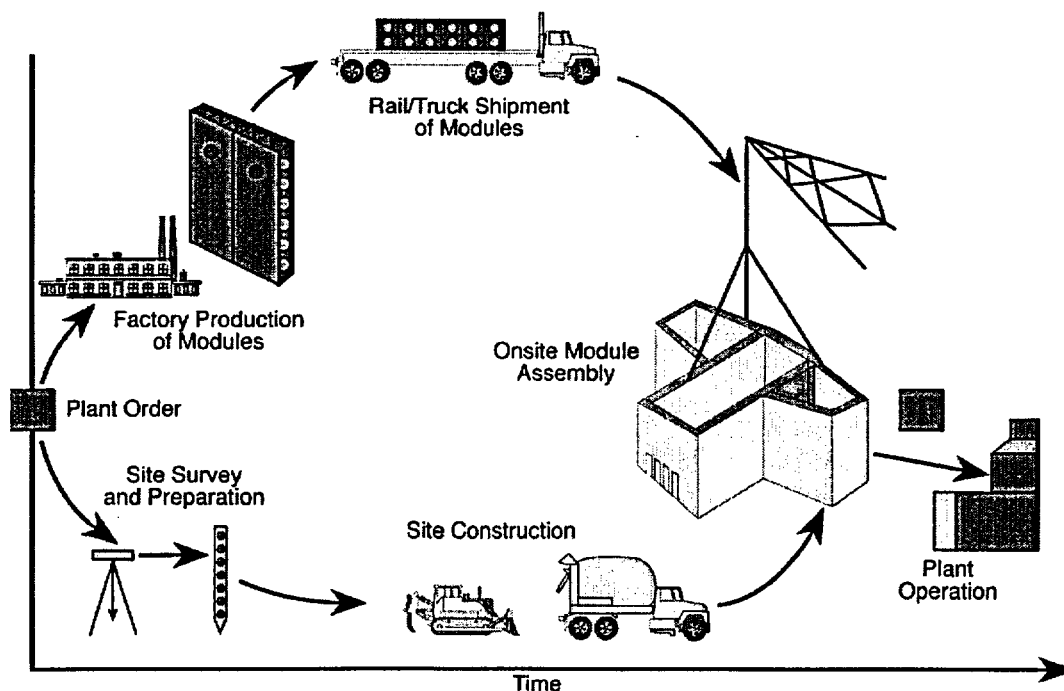 Rail/Truck Shipment
of Modules
Factory Production
of Modules
Onsite Module
Assembly
Plant Order
Site Survey
and Preparation
Site Construction
Plant
Operation
Time